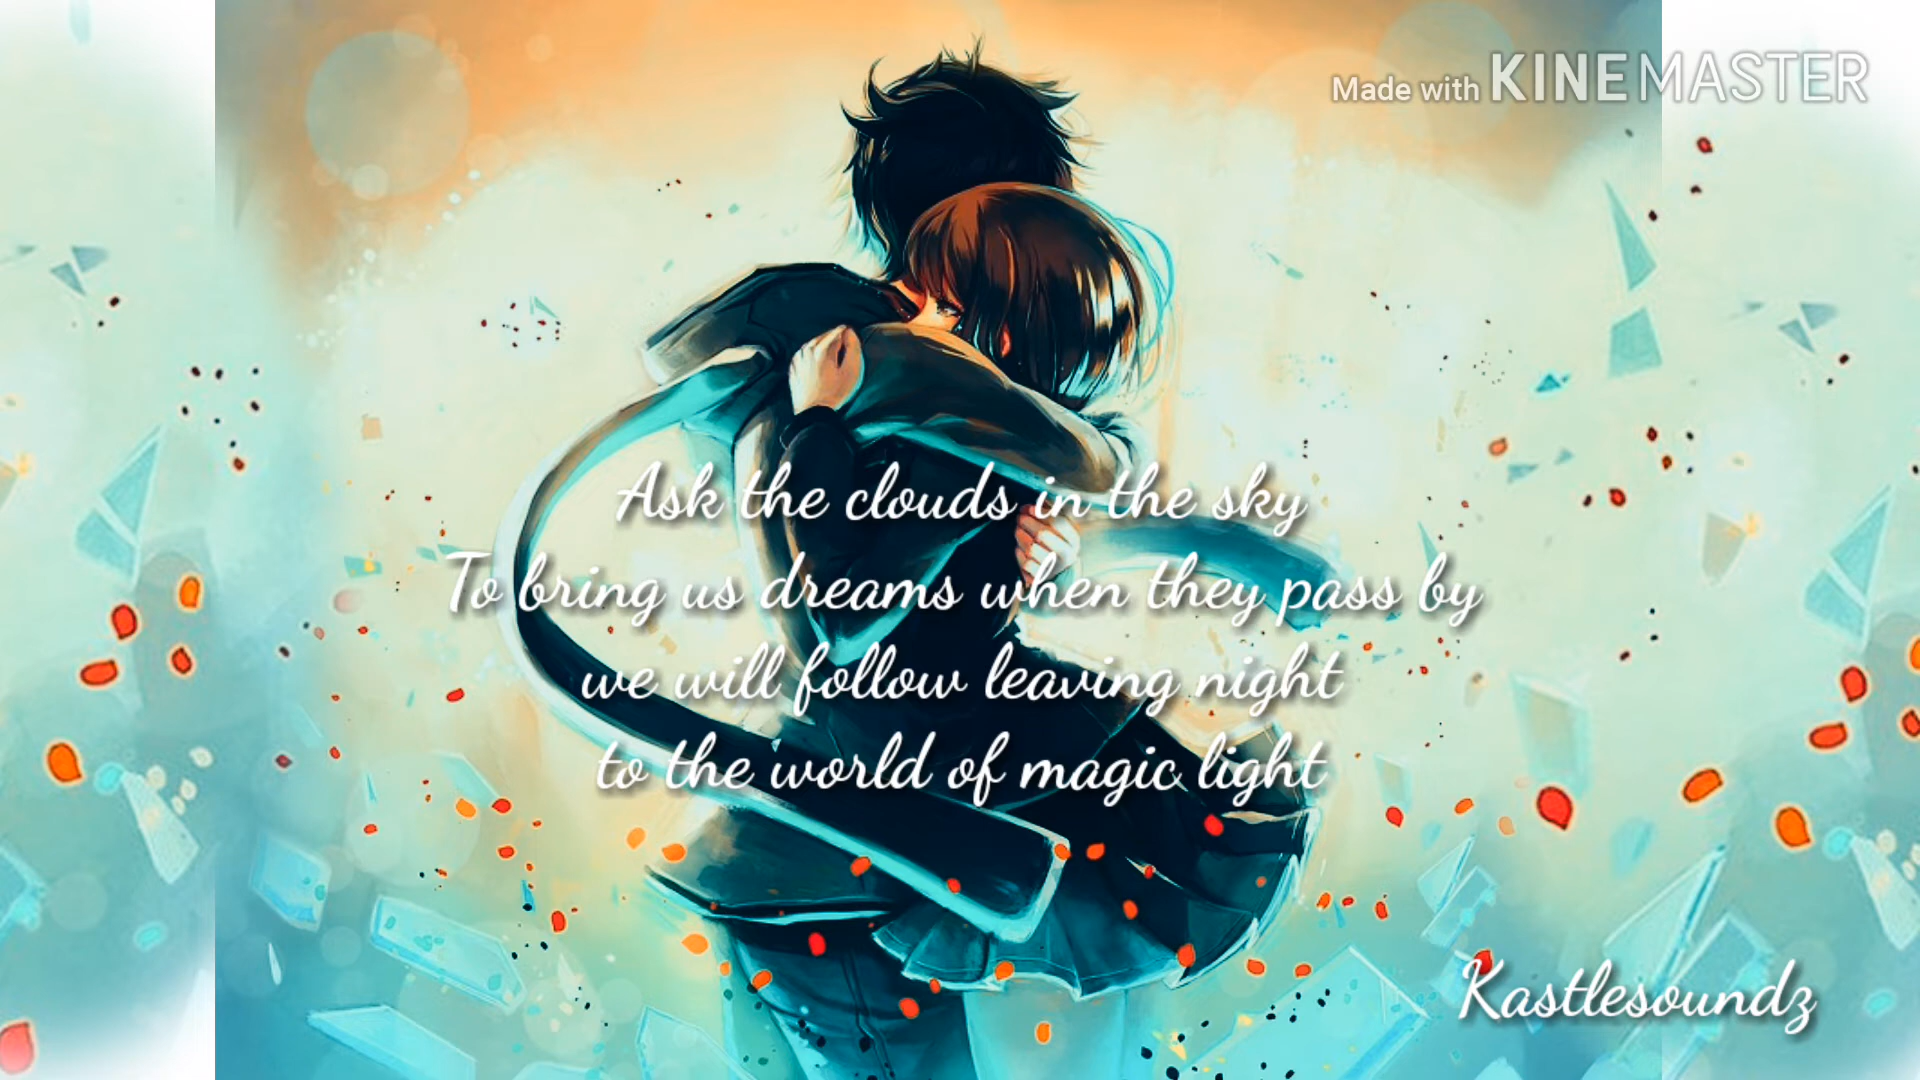 Made with KINEMASTER
Ask the clouds in the sky
To bring us dreams when they pass by
we will follow leaving night
to the world of magic light
Kastlesoundz